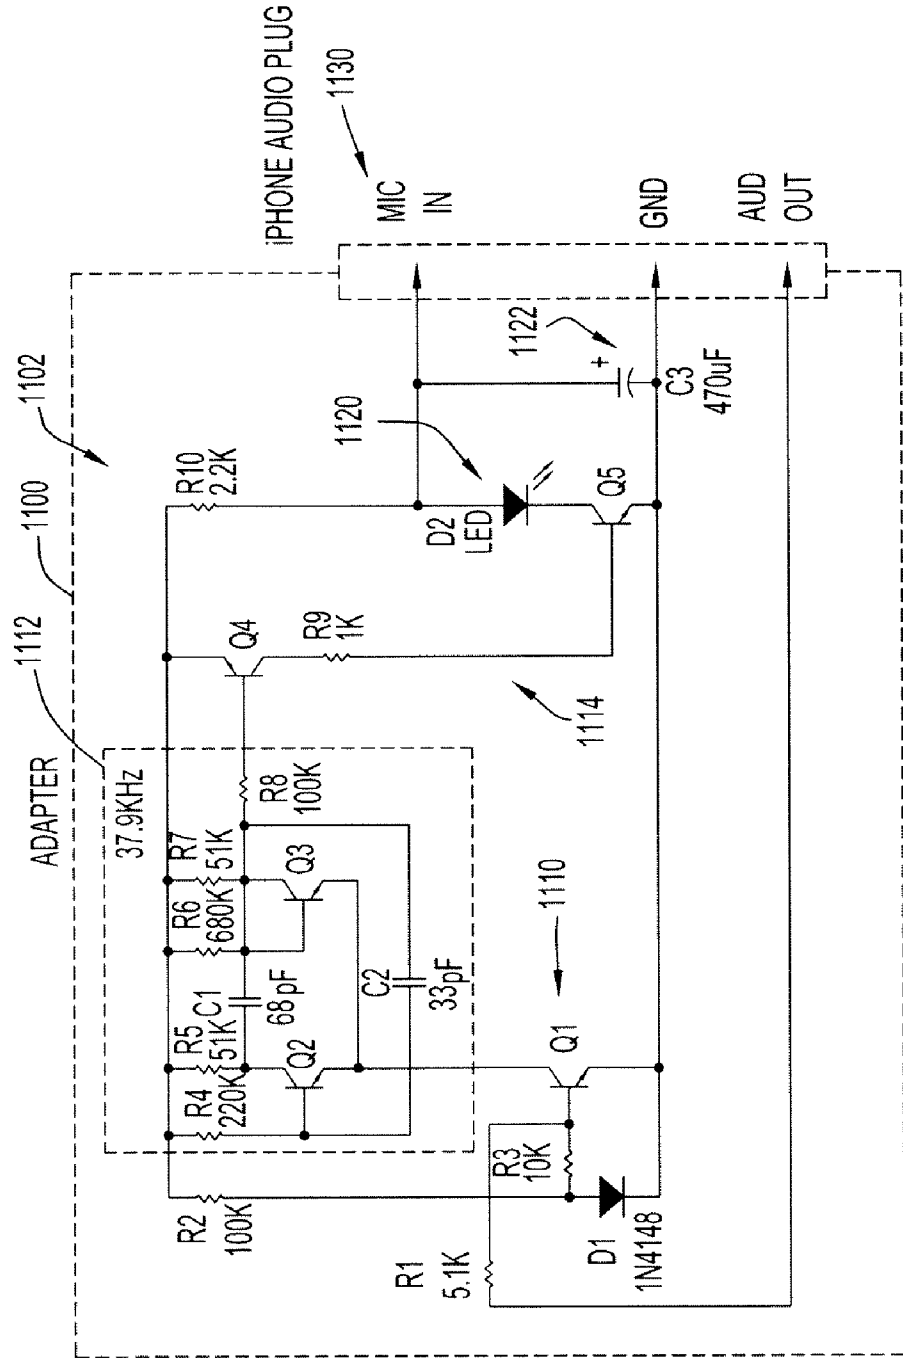 ADAPTER
1112
1100
1102
iPHONE AUDIO PLUG
1130
37.9KHz
R2
100K
R4
220K
R5
51K
C1
68pF
R6
680K
R7
51K
R8
100K
Q2
Q3
C2
33pF
Q4
R9
1K
R10
2.2K
1114
1120
1122
D2
LED
Q5
+
C3
470uF
MIC
IN
GND
AUD
OUT
R1
5.1K
R3
10K
D1
1N4148
Q1
1110